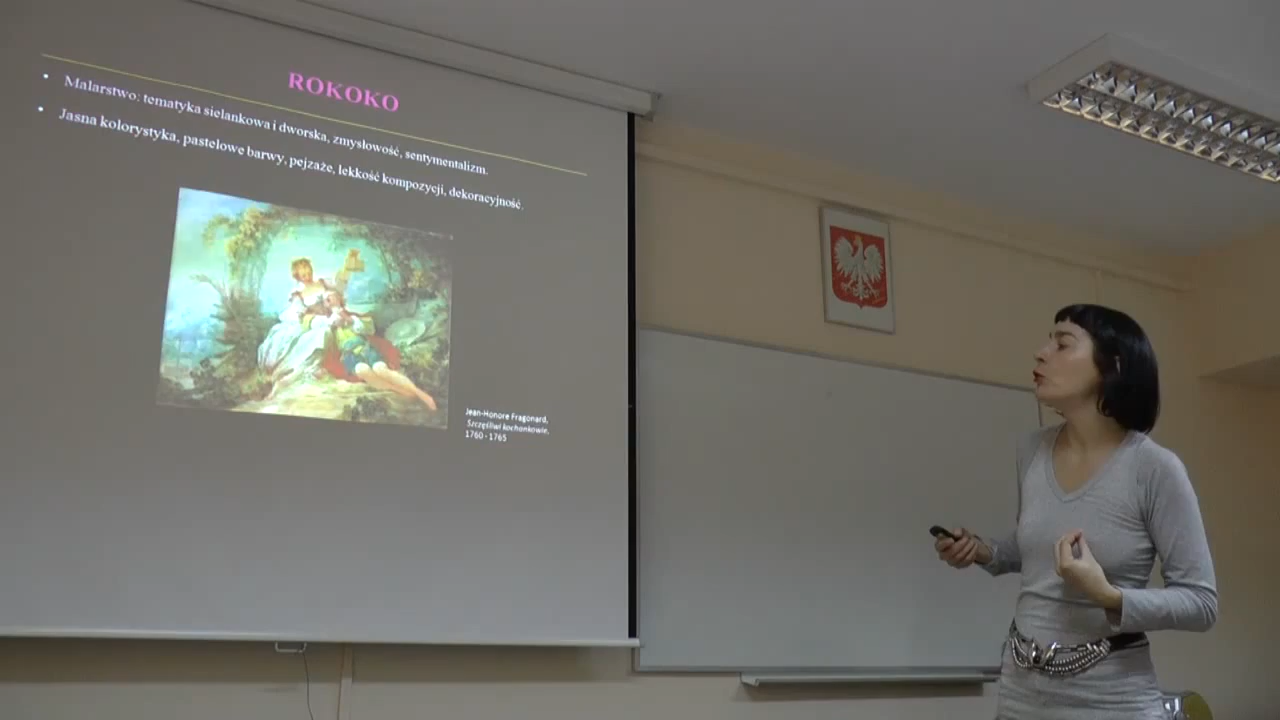 ROKOKO
• Malarstwo: tematyka sielankowa i dworska, zmysłowość, sentymentalizm.
• Jasna kolorystyka, pastelowe barwy, pejzaże, lekkość kompozycji, dekoracyjność.
Jean-Honore Fragonard,
Szczęśliwi kochankowie,
1760 - 1765